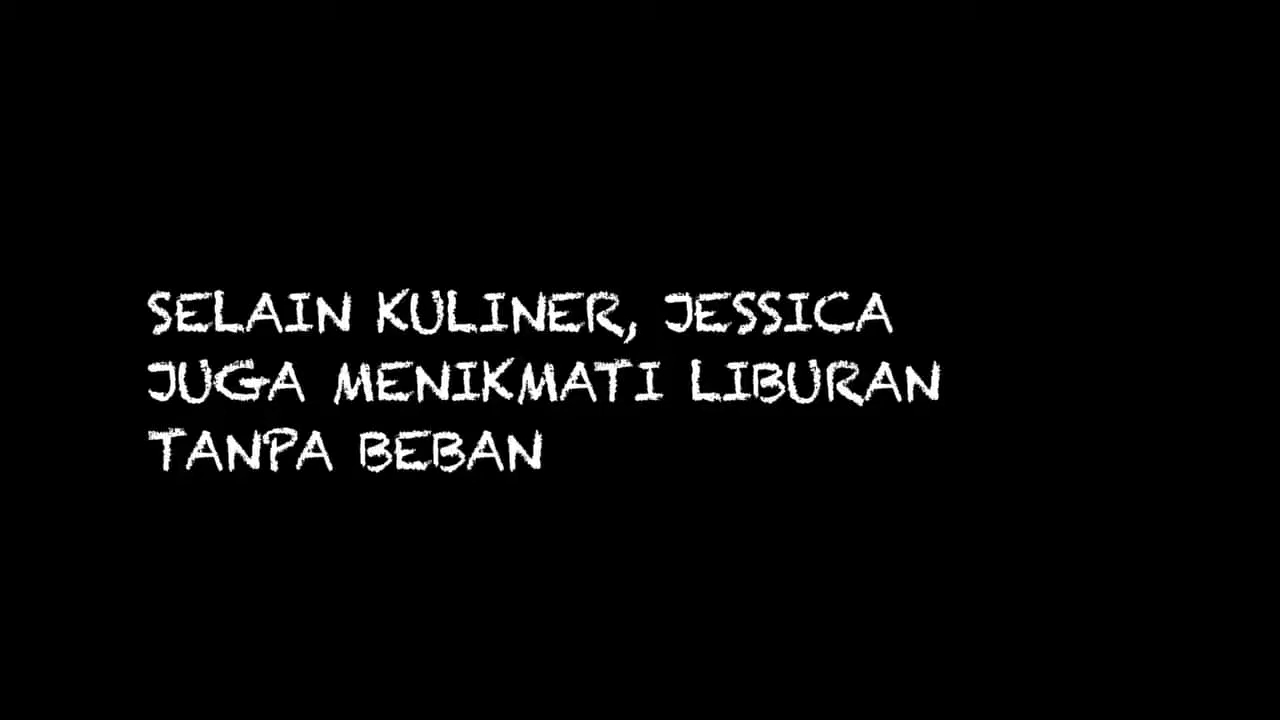 SELAIN KULINER, JESSICA
JUGA MENIKMATI LIBURAN
TANPA BEBAN